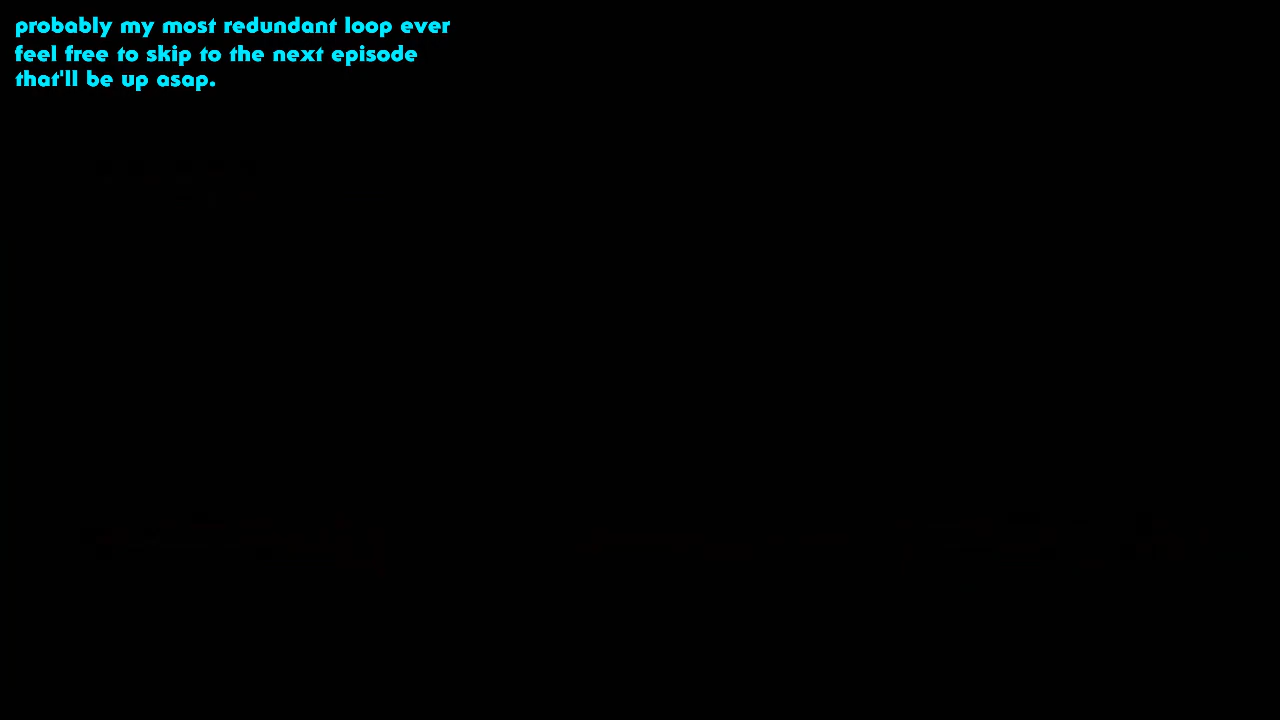 probably my most redundant loop ever
feel free to skip to the next episode
that'll be up asap.